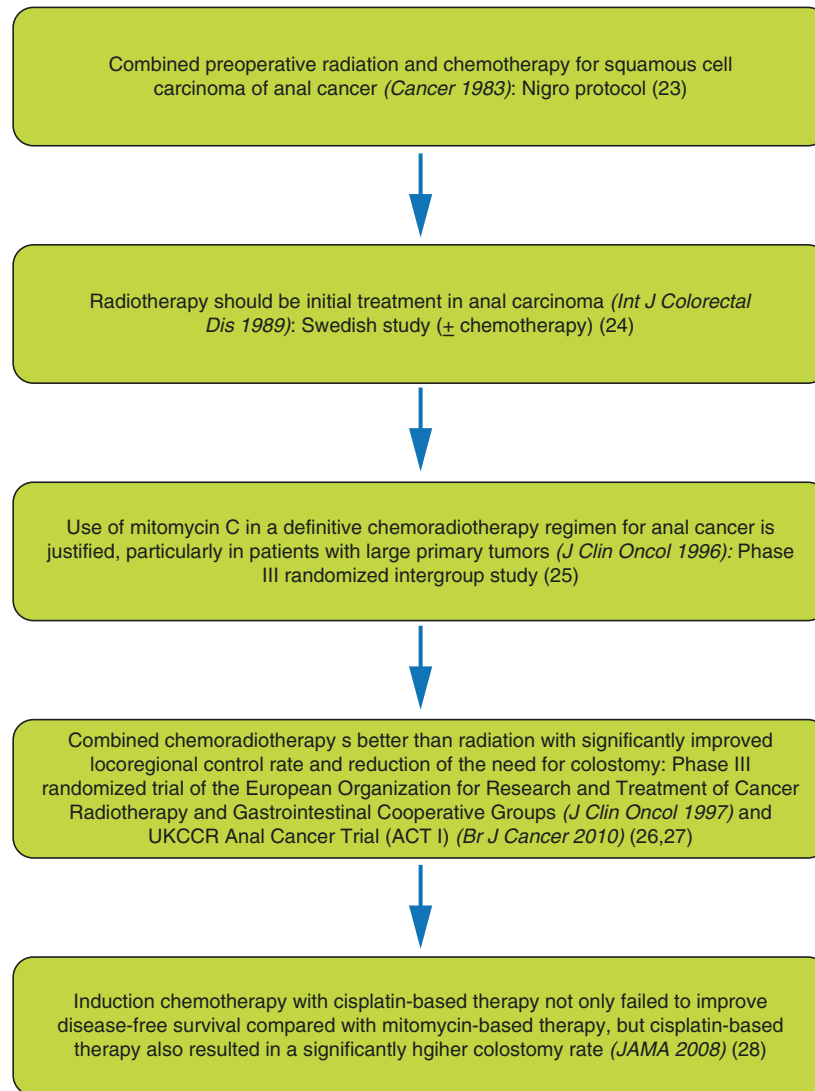 Combined preoperative radiation and chemotherapy for squamous cell
carcinoma of anal cancer (Cancer 1983): Nigro protocol (23)
Radiotherapy should be initial treatment in anal carcinoma (Int J Colorectal
Dis 1989): Swedish study (± chemotherapy) (24)
Use of mitomycin C in a definitive chemoradiotherapy regimen for anal cancer is
justified, particularly in patients with large primary tumors (J Clin Oncol 1996): Phase
III randomized intergroup study (25)
Combined chemoradiotherapy s better than radiation with significantly improved
locoregional control rate and reduction of the need for colostomy: Phase III
randomized trial of the European Organization for Research and Treatment of Cancer
Radiotherapy and Gastrointestinal Cooperative Groups (J Clin Oncol 1997) and
UKCCR Anal Cancer Trial (ACT I) (Br J Cancer 2010) (26,27)
Induction chemotherapy with cisplatin-based therapy not only failed to improve
disease-free survival compared with mitomycin-based therapy, but cisplatin-based
therapy also resulted in a significantly hgiher colostomy rate (JAMA 2008) (28)